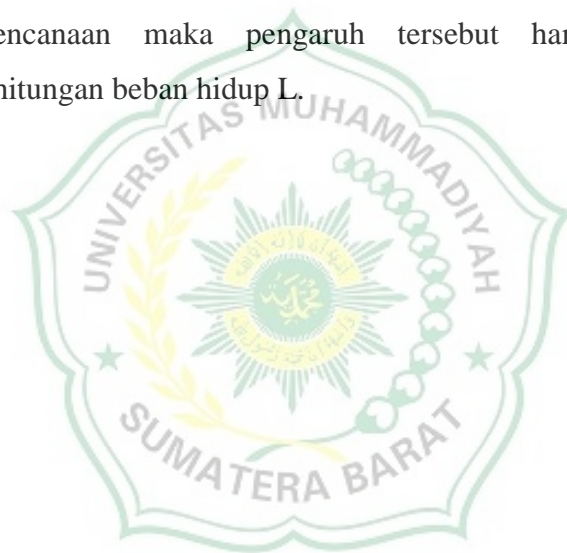 encanaan maka pengaruh tersebut har
hitungan beban hidup L.
UNIVERSITAS MUHAMMADIYAH
SUMATERA BARAT